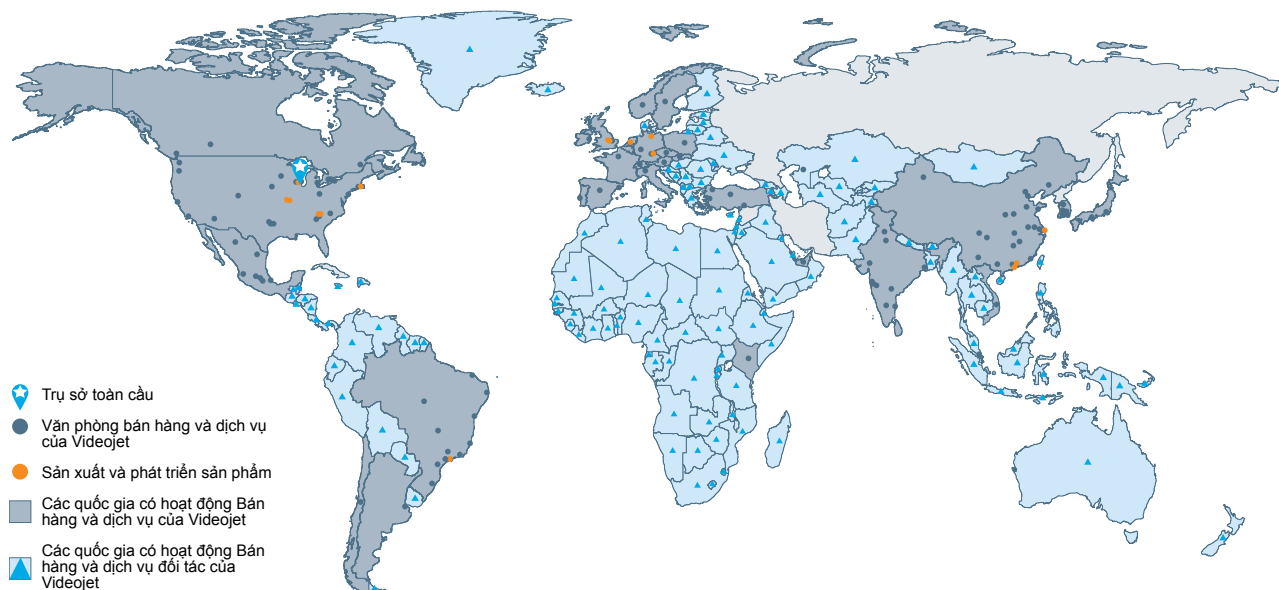 Trụ sở toàn cầu
Văn phòng bán hàng và dịch vụ
của Videojet
Sản xuất và phát triển sản phẩm
Các quốc gia có hoạt động Bán
hàng và dịch vụ của Videojet
Các quốc gia có hoạt động Bán
hàng và dịch vụ đối tác của
Videojet